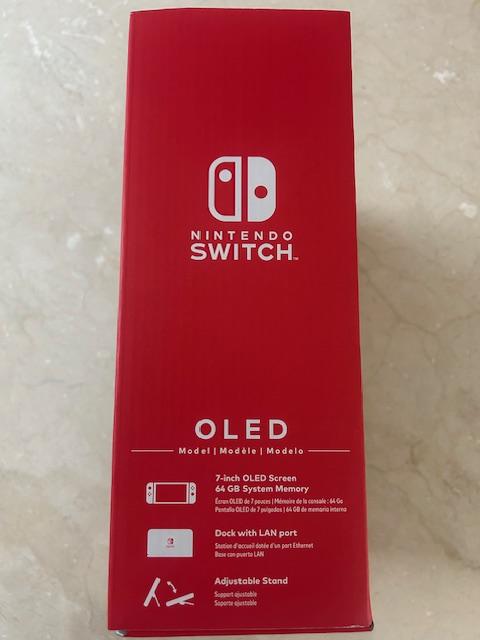 NINTENDO
SWITCH™
OLED
Model | Modèle | Modelo
7-inch OLED Screen
64 GB System Memory
Écran OLED de 7 pouces | Mémoire de la console : 64 Go
Pantalla OLED de 7 pulgadas | 64 GB de memoria interna
Dock with LAN port
Station d'accueil dotée d'un port Ethernet
Base con puerto LAN
Adjustable Stand
Support ajustable
Soporte ajustable